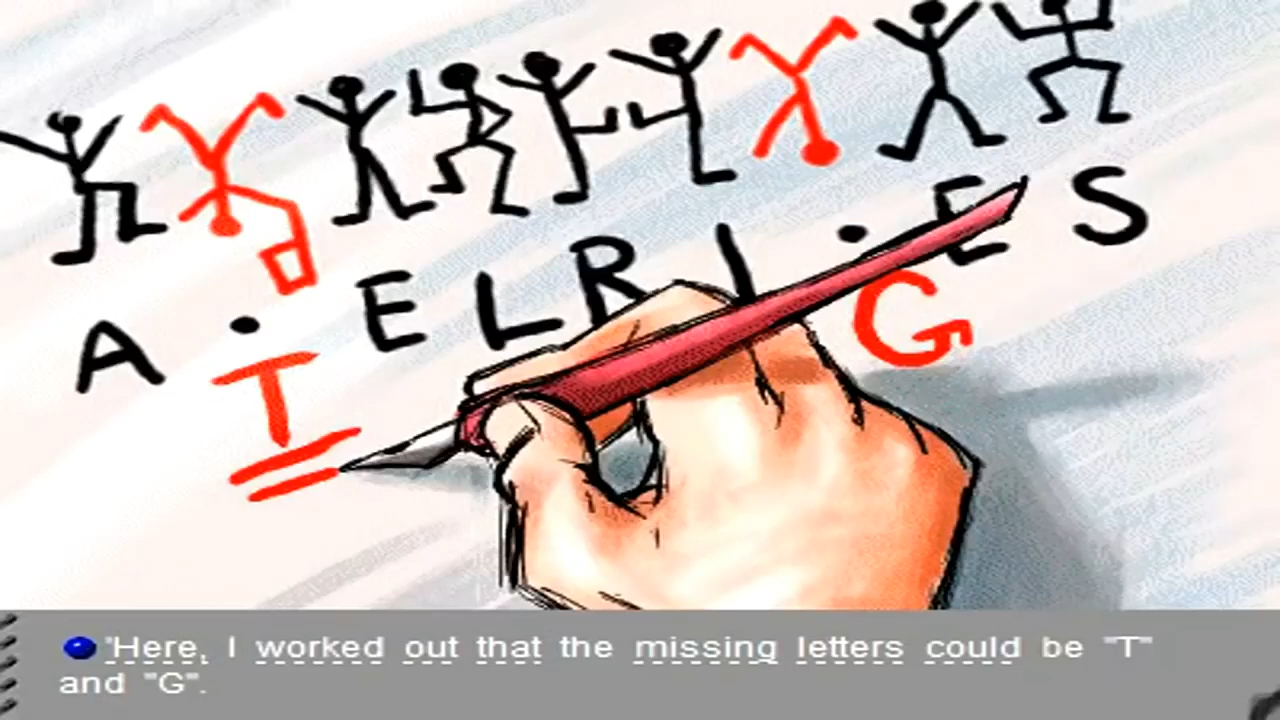 A • E L R I • E S
T G
"Here, I worked out that the missing letters could be "T"
and "G".